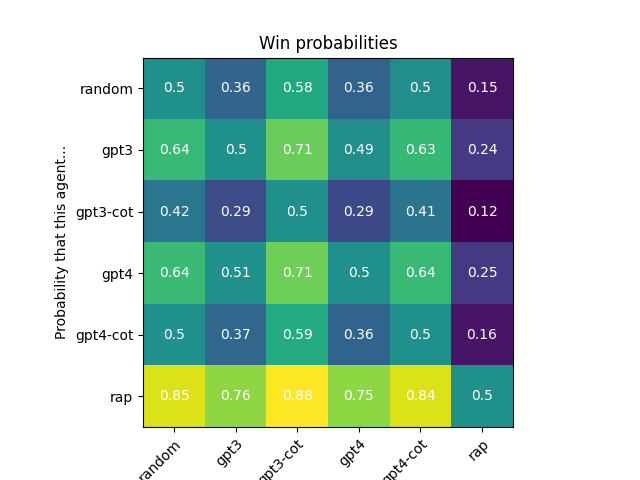 Win probabilities
Probability that this agent...
random 0.5 0.36 0.58 0.36 0.5 0.15
gpt3 0.64 0.5 0.71 0.49 0.63 0.24
gpt3-cot 0.42 0.29 0.5 0.29 0.41 0.12
gpt4 0.64 0.51 0.71 0.5 0.64 0.25
gpt4-cot 0.5 0.37 0.59 0.36 0.5 0.16
rap 0.85 0.76 0.88 0.75 0.84 0.5
random gpt3 gpt3-cot gpt4 gpt4-cot rap